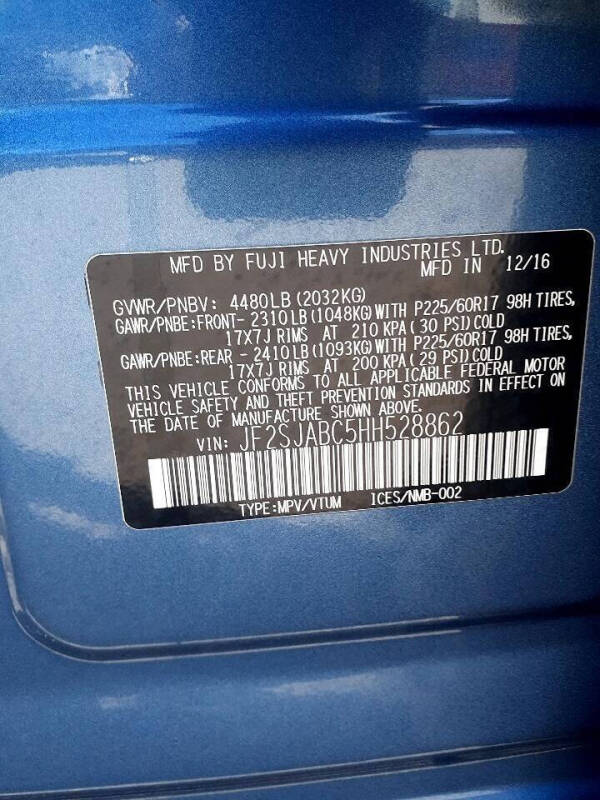 MFD BY FUJI HEAVY INDUSTRIES LTD.
MFD IN 12/16
GVWR/PNBV: 4480LB (2032KG)
GAWR/PNBE:FRONT- 2310LB (1048KG) WITH P225/60R17 98H TIRES,
17X7J RIMS AT 210 KPA (30 PSI) COLD
GAWR/PNBE:REAR - 2410LB (1093KG) WITH P225/60R17 98H TIRES,
17X7J RIMS AT 200 KPA (29 PSI) COLD
THIS VEHICLE CONFORMS TO ALL APPLICABLE FEDERAL MOTOR
VEHICLE SAFETY AND THEFT PREVENTION STANDARDS IN EFFECT ON
THE DATE OF MANUFACTURE SHOWN ABOVE.
VIN: JF2SJABC5HH528862
TYPE:MPV/VTUM ICES/NMB-002